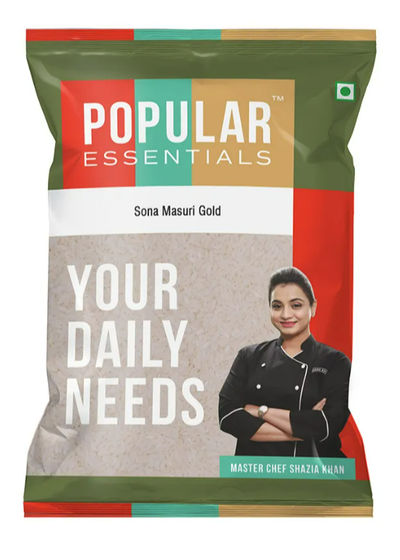 POPULAR™
ESSENTIALS
Sona Masuri Gold
YOUR
DAILY
NEEDS
MASTER CHEF SHAZIA KHAN